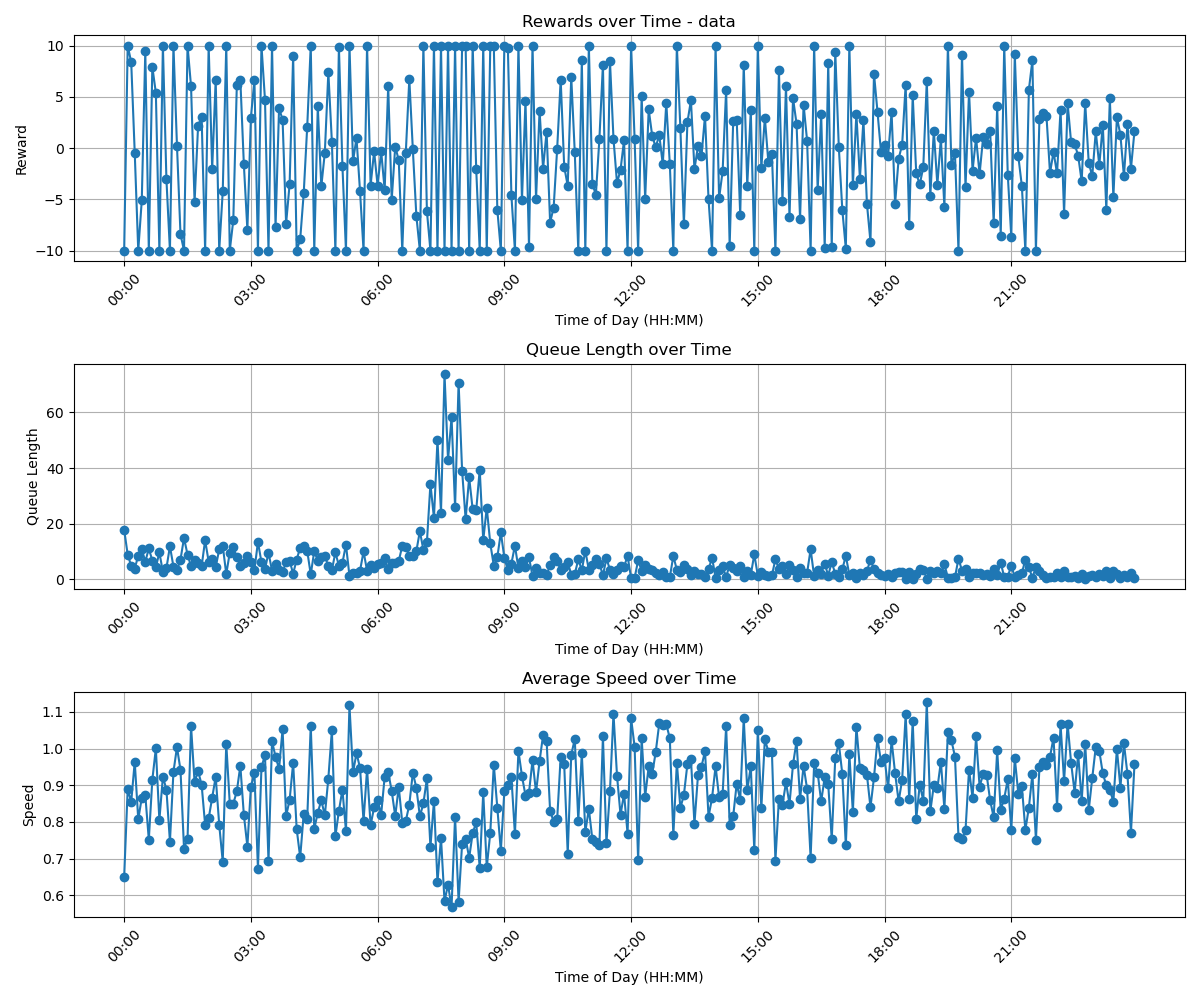 Rewards over Time - data
Reward
10
5
0
−5
−10
00:00 03:00 06:00 09:00 12:00 15:00 18:00 21:00
Time of Day (HH:MM)
Queue Length over Time
Queue Length
60
40
20
0
00:00 03:00 06:00 09:00 12:00 15:00 18:00 21:00
Time of Day (HH:MM)
Average Speed over Time
Speed
1.1
1.0
0.9
0.8
0.7
0.6
00:00 03:00 06:00 09:00 12:00 15:00 18:00 21:00
Time of Day (HH:MM)